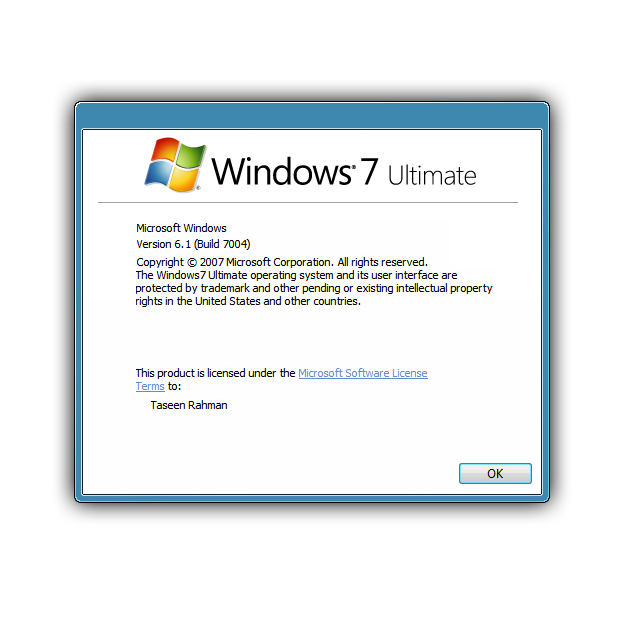 Windows® 7 Ultimate
Microsoft Windows
Version 6.1 (Build 7004)
Copyright © 2007 Microsoft Corporation. All rights reserved.
The Windows7 Ultimate operating system and its user interface are
protected by trademark and other pending or existing intellectual property
rights in the United States and other countries.
This product is licensed under the Microsoft Software License
Terms to:
Taseen Rahman
OK